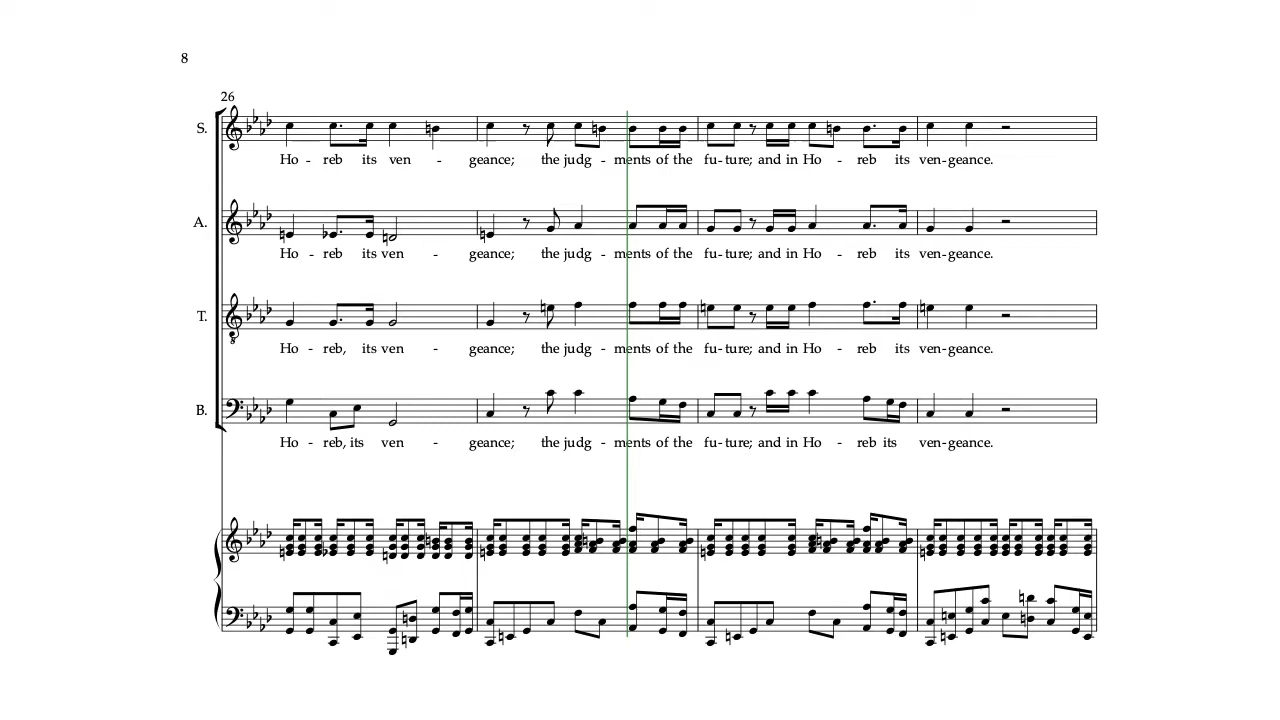 8
26
S.
Ho - reb its ven - geance; the judg - ments of the fu-ture; and in Ho - reb its ven-geance.
A.
Ho - reb its ven - geance; the judg - ments of the fu-ture; and in Ho - reb its ven-geance.
T.
8
Ho - reb, its ven - geance; the judg - ments of the fu-ture; and in Ho - reb its ven-geance.
B.
Ho - reb, its ven - geance; the judg - ments of the fu-ture; and in Ho - reb its ven-geance.